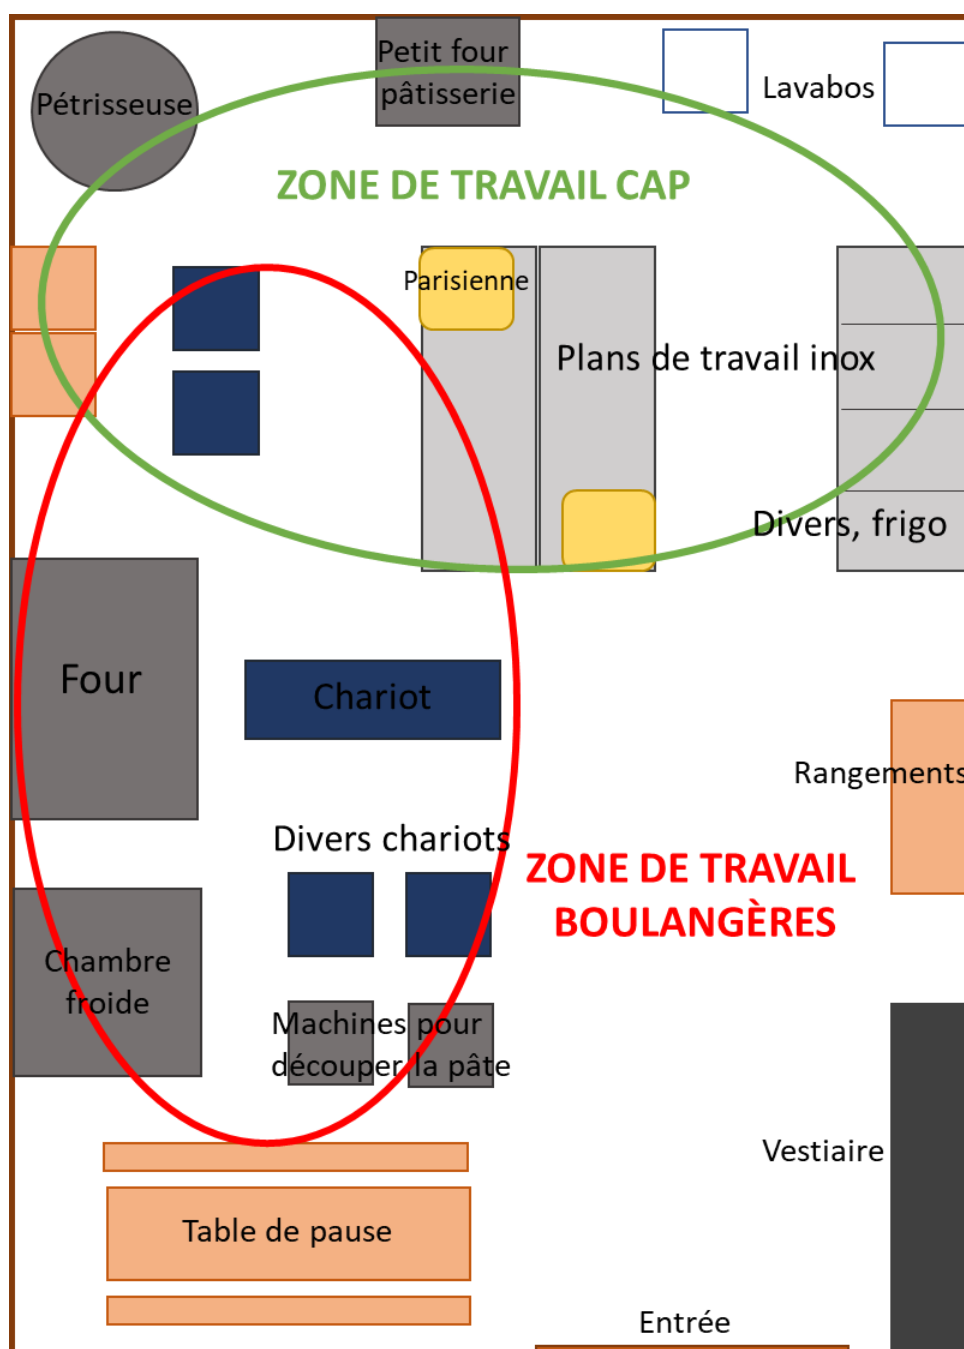 Petit four
pâtisserie
Pétrisseuse
Lavabos
ZONE DE TRAVAIL CAP
Parisienne
Plans de travail inox
Divers, frigo
Four
Chariot
Rangements
Divers chariots
ZONE DE TRAVAIL
BOULANGÈRES
Chambre
froide
Machines pour
découper la pâte
Vestiaire
Table de pause
Entrée